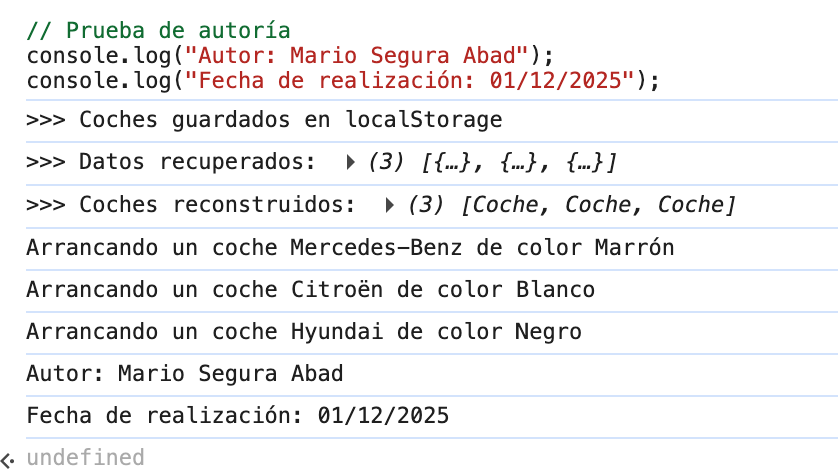 // Prueba de autoría
console.log("Autor: Mario Segura Abad");
console.log("Fecha de realización: 01/12/2025");
>>> Coches guardados en localStorage
>>> Datos recuperados: ▶ (3) [{…}, {…}, {…}]
>>> Coches reconstruidos: ▶ (3) [Coche, Coche, Coche]
Arrancando un coche Mercedes-Benz de color Marrón
Arrancando un coche Citroën de color Blanco
Arrancando un coche Hyundai de color Negro
Autor: Mario Segura Abad
Fecha de realización: 01/12/2025
undefined